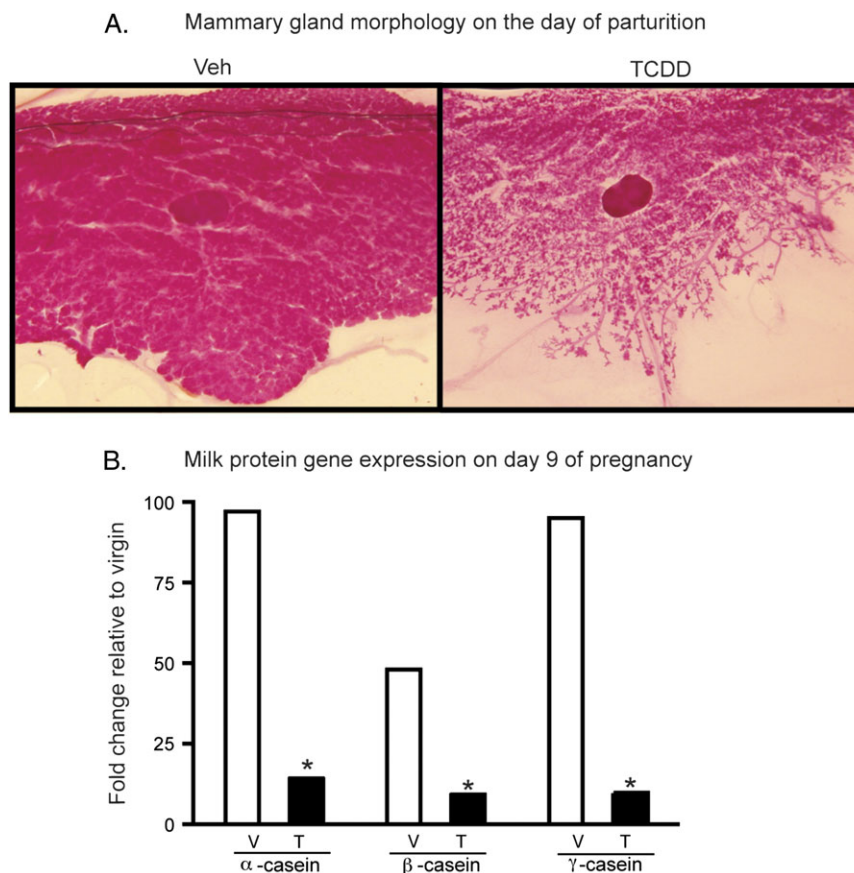 A. Mammary gland morphology on the day of parturition
Veh TCDD
B. Milk protein gene expression on day 9 of pregnancy
Fold change relative to virgin
100
75
50
25
0
* * *
V T V T V T
α-casein β-casein γ-casein